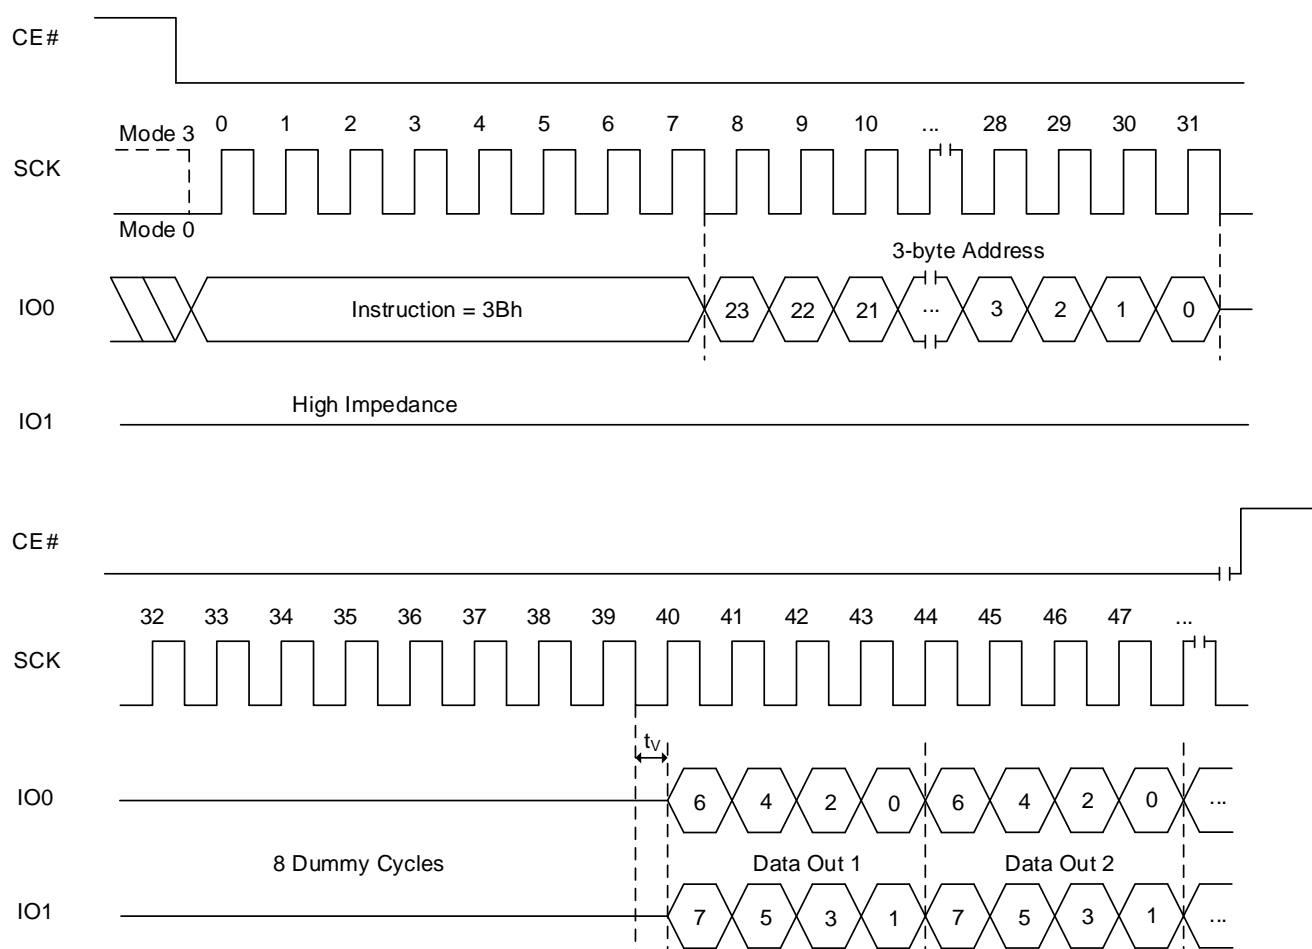 CE#
Mode 3 0 1 2 3 4 5 6 7 8 9 10 ... 28 29 30 31
SCK
Mode 0
3-byte Address
IO0 Instruction = 3Bh 23 22 21 ... 3 2 1 0
High Impedance
IO1
CE#
32 33 34 35 36 37 38 39 40 41 42 43 44 45 46 47 ...
SCK
tV
IO0 6 4 2 0 6 4 2 0 ...
8 Dummy Cycles Data Out 1 Data Out 2
IO1 7 5 3 1 7 5 3 1 ...